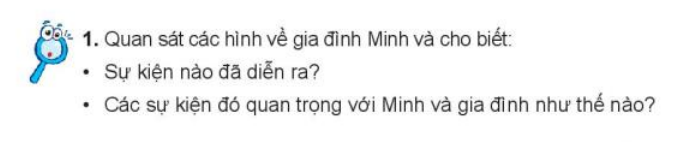 1. Quan sát các hình về gia đình Minh và cho biết:
• Sự kiện nào đã diễn ra?
• Các sự kiện đó quan trọng với Minh và gia đình như thế nào?